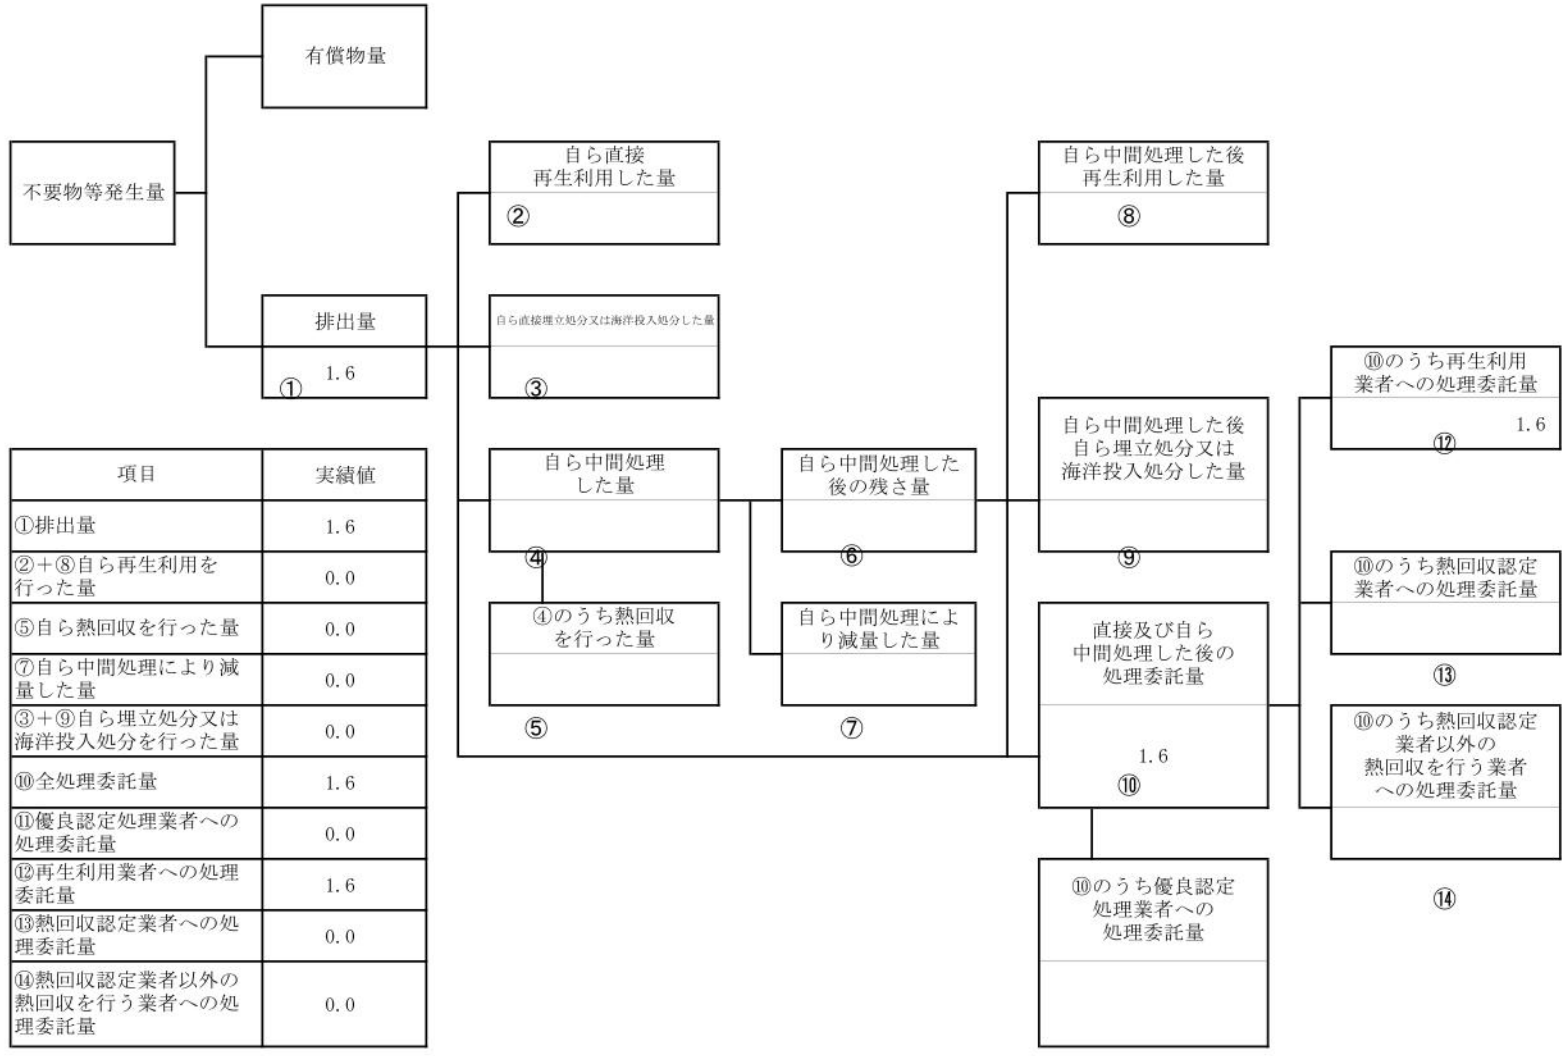 有償物量
不要物等発生量
自ら直接
再生利用した量
②
自ら中間処理した後
再生利用した量
⑧
排出量
1.6
①
自ら直接埋立処分又は海洋投入処分した量
③
⑩のうち再生利用
業者への処理委託量
1.6
⑫
自ら中間処理
した量
④
自ら中間処理した
後の残さ量
⑥
自ら中間処理した後
自ら埋立処分又は
海洋投入処分した量
⑨
④のうち熱回収
を行った量
⑤
自ら中間処理によ
り減量した量
⑦
直接及び自ら
中間処理した後の
処理委託量
1.6
⑩
⑩のうち熱回収認定
業者への処理委託量
⑬
⑩のうち熱回収認定
業者以外の
熱回収を行う業者
への処理委託量
⑭
⑩のうち優良認定
処理業者への
処理委託量
項目 実績値
①排出量 1.6
②＋⑧自ら再生利用を
行った量 0.0
⑤自ら熱回収を行った量 0.0
⑦自ら中間処理により減
量した量 0.0
③＋⑨自ら埋立処分又は
海洋投入処分を行った量 0.0
⑩全処理委託量 1.6
⑪優良認定処理業者への
処理委託量 0.0
⑫再生利用業者への処理
委託量 1.6
⑬熱回収認定業者への処
理委託量 0.0
⑭熱回収認定業者以外の
熱回収を行う業者への処
理委託量 0.0